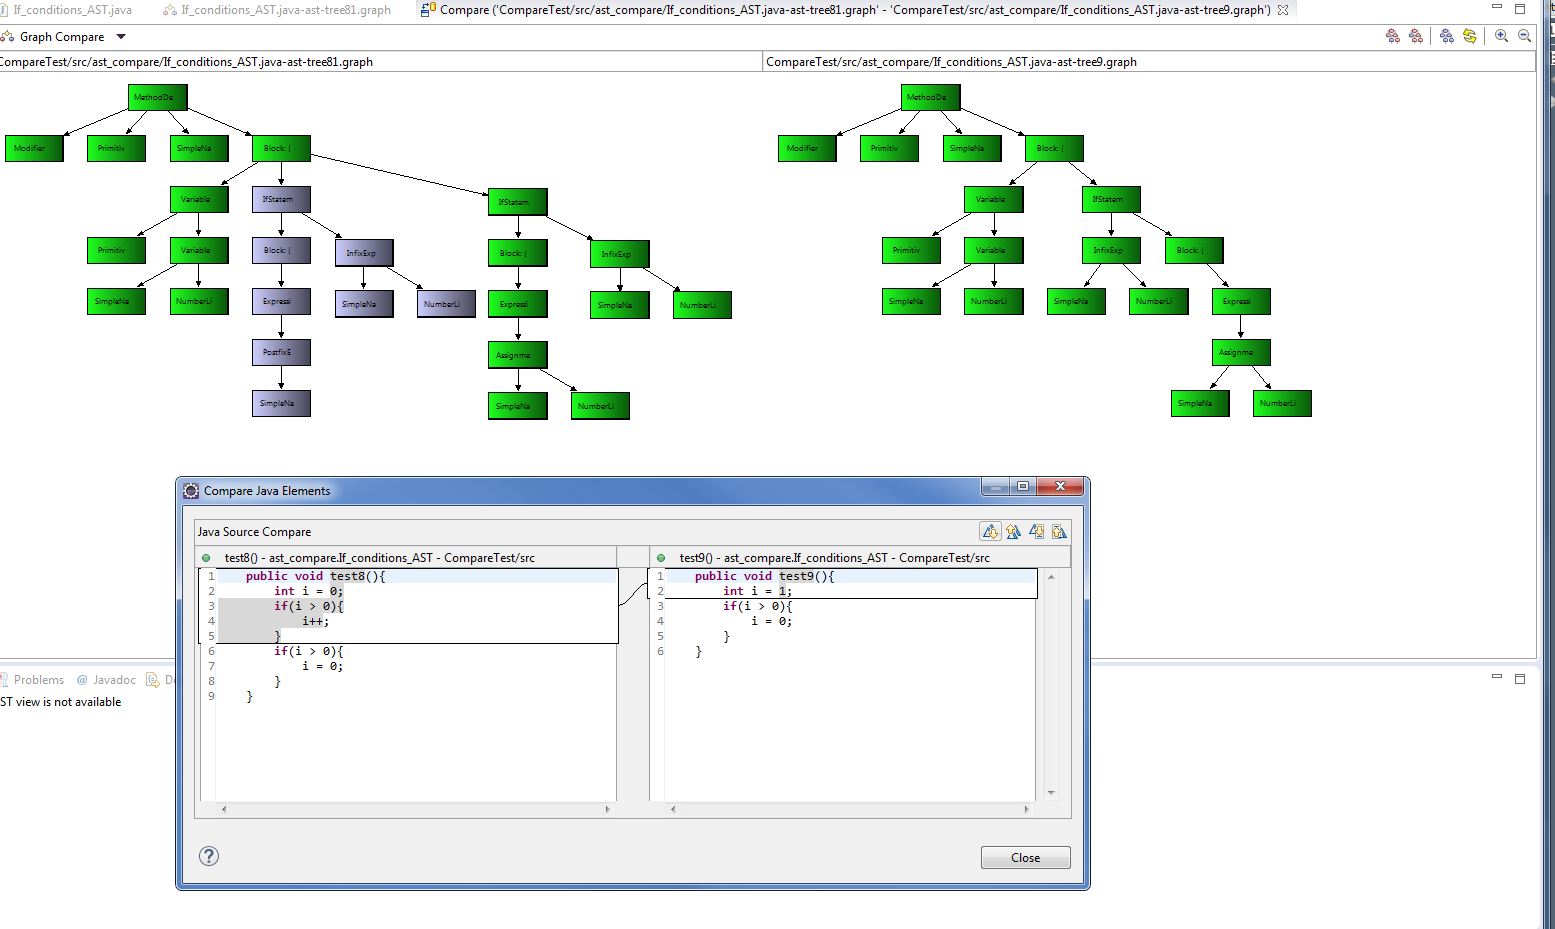 If_conditions_AST.java
If_conditions_AST.java-ast-tree81.graph
Compare ('CompareTest/src/ast_compare/If_conditions_AST.java-ast-tree81.graph' - 'CompareTest/src/ast_compare/If_conditions_AST.java-ast-tree9.graph')
Graph Compare
CompareTest/src/ast_compare/If_conditions_AST.java-ast-tree81.graph
CompareTest/src/ast_compare/If_conditions_AST.java-ast-tree9.graph
MethodDe
Modifier Primitiv SimpleNa Block: {
Variable IfStatem IfStatem
Primitiv Variable Block: { InfixExp Block: { InfixExp
SimpleNa NumberLi Expressi SimpleNa NumberLi Expressi SimpleNa NumberLi
PostfixE Assignme
SimpleNa SimpleNa NumberLi
MethodDe
Modifier Primitiv SimpleNa Block: {
Variable IfStatem
Primitiv Variable InfixExp Block: {
SimpleNa NumberLi SimpleNa NumberLi Expressi
Assignme
SimpleNa NumberLi
Compare Java Elements
Java Source Compare
test8() - ast_compare.If_conditions_AST - CompareTest/src
1 public void test8(){
2 int i = 0;
3 if(i > 0){
4 i++;
5 }
6 if(i > 0){
7 i = 0;
8 }
9 }
test9() - ast_compare.If_conditions_AST - CompareTest/src
1 public void test9(){
2 int i = 1;
3 if(i > 0){
4 i = 0;
5 }
6 }
Close
Problems @ Javadoc
ST view is not available